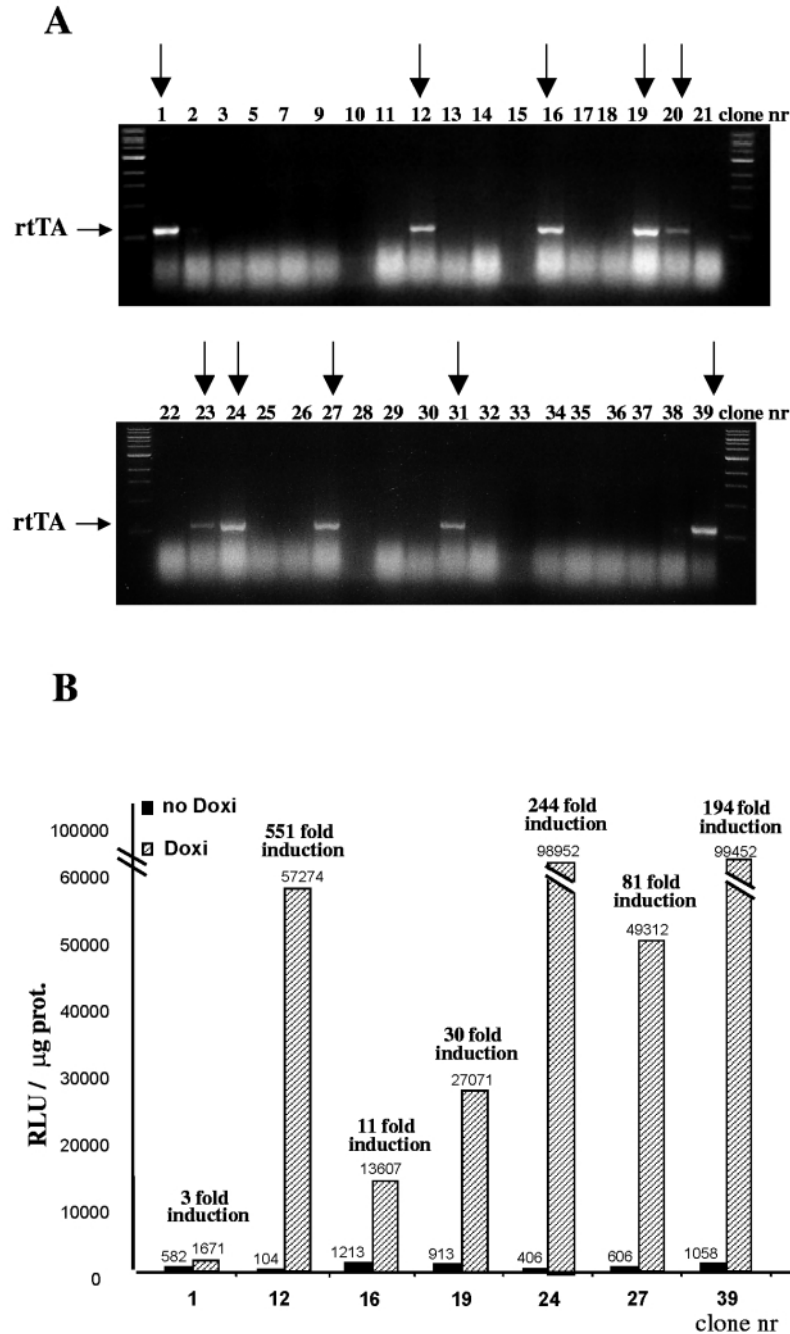 A
1 2 3 5 7 9 10 11 12 13 14 15 16 17 18 19 20 21 clone nr
rtTA
22 23 24 25 26 27 28 29 30 31 32 33 34 35 36 37 38 39 clone nr
rtTA
B
no Doxi
Doxi
RLU / µg prot.
100000
60000
50000
40000
30000
20000
10000
0
3 fold
induction
582 1671
551 fold
induction
104 57274
11 fold
induction
1213 13607
30 fold
induction
913 27071
244 fold
induction
406 98952
81 fold
induction
606 49312
194 fold
induction
1058 99452
1 12 16 19 24 27 39
clone nr